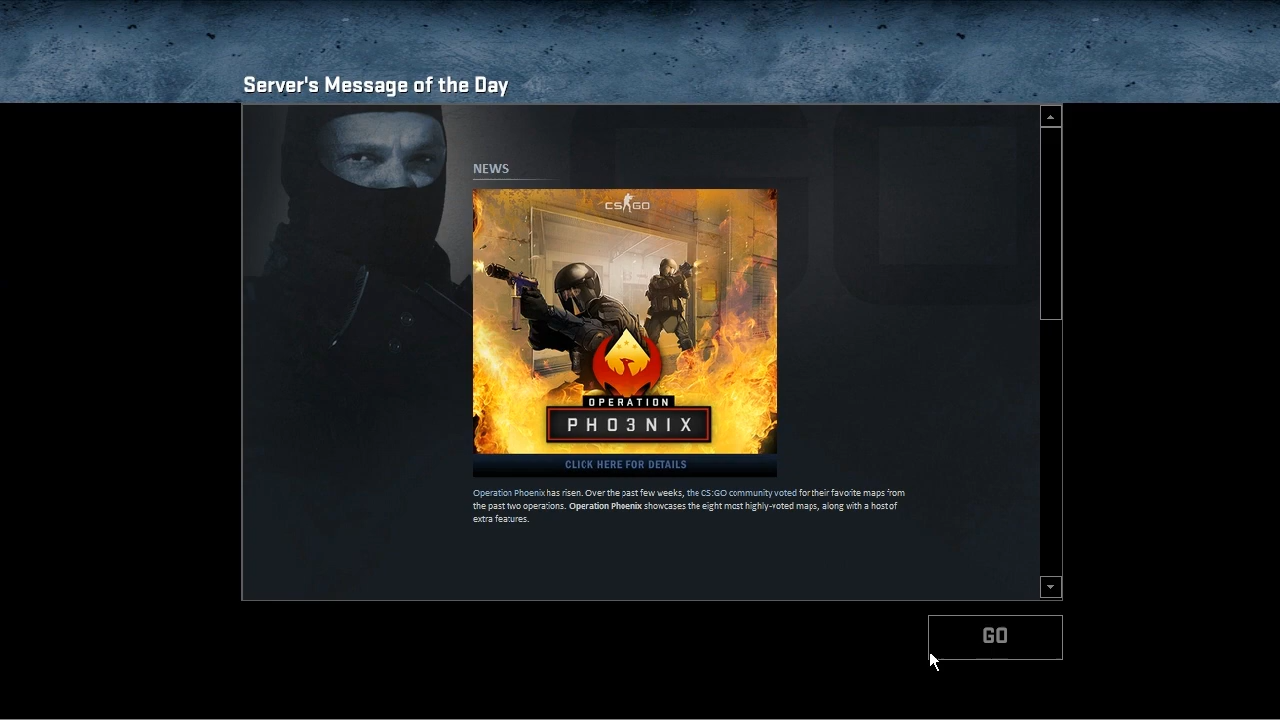 Server's Message of the Day
NEWS
CS GO
OPERATION
PHO3NIX
CLICK HERE FOR DETAILS
Operation Phoenix has risen. Over the past few weeks, the CS:GO community voted for their favorite maps from
the past two operations. Operation Phoenix showcases the eight most highly-voted maps, along with a host of
extra features.
GO